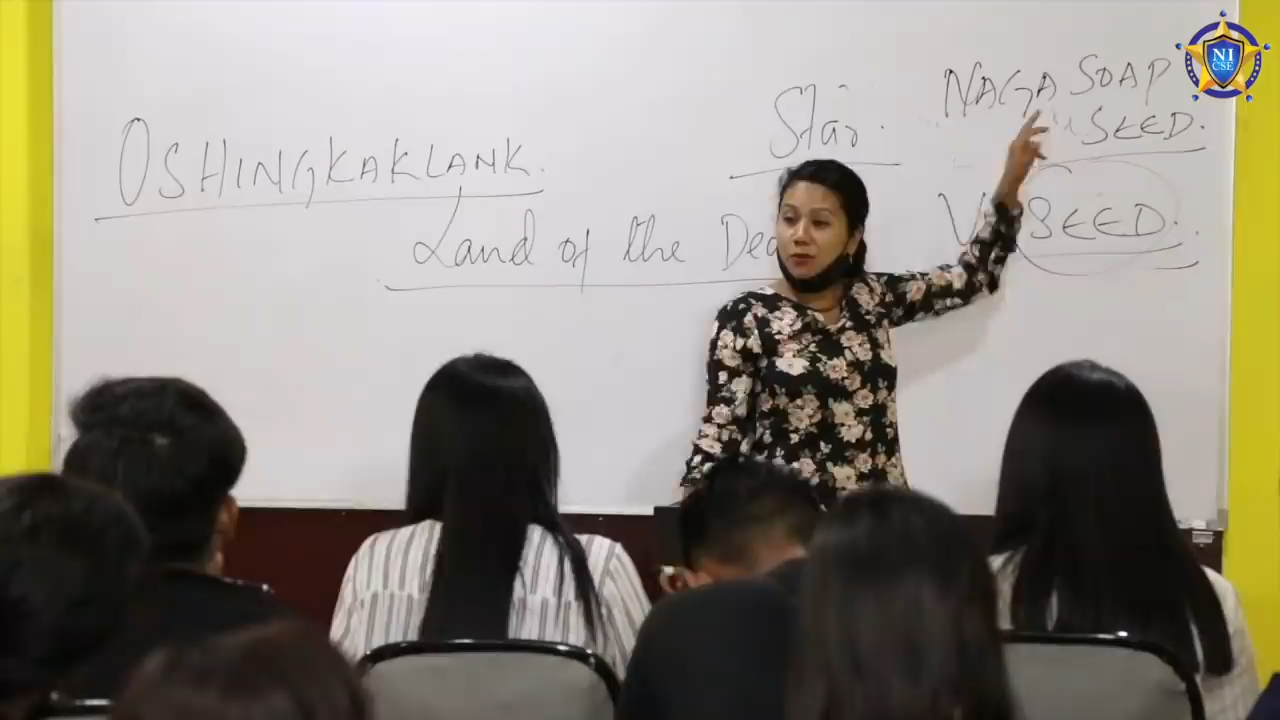 OSHINGKAKLANK.
Land of the Dea
Star.
NAGA SOAP
SEED.
SEED.
NI
CSE